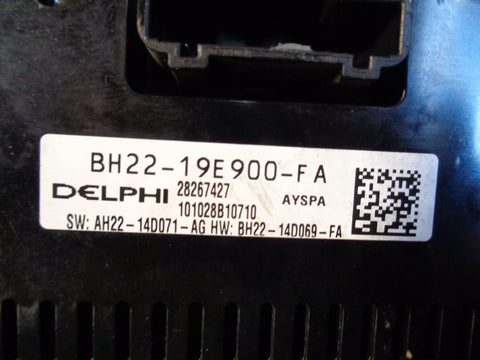 BH22-19E900-FA
DELPHI 28267427 AYSPA
101028B10710
SW: AH22-14D071-AG HW: BH22-14D069-FA